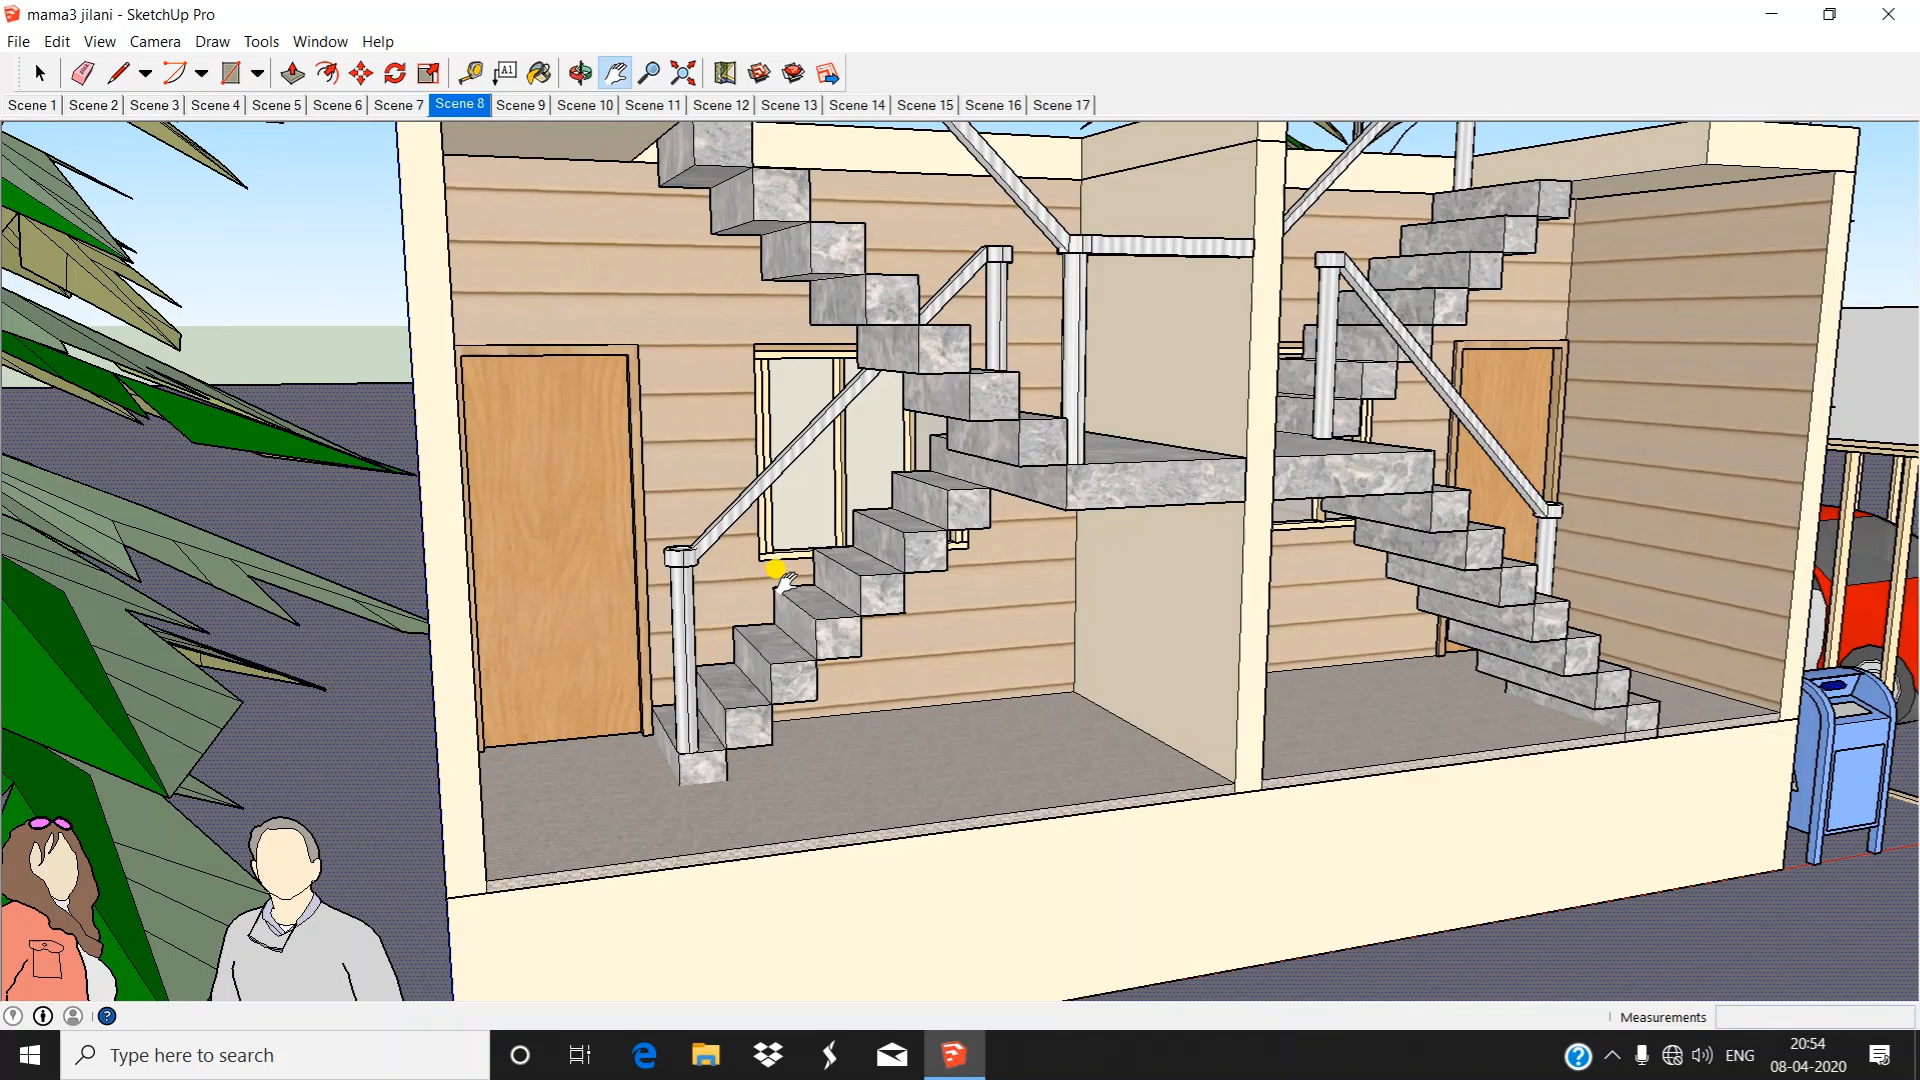 mama3 jilani - SketchUp Pro
File Edit View Camera Draw Tools Window Help
A1
Scene 1 Scene 2 Scene 3 Scene 4 Scene 5 Scene 6 Scene 7 Scene 8 Scene 9 Scene 10 Scene 11 Scene 12 Scene 13 Scene 14 Scene 15 Scene 16 Scene 17
Measurements
Type here to search
ENG
20:54
08-04-2020